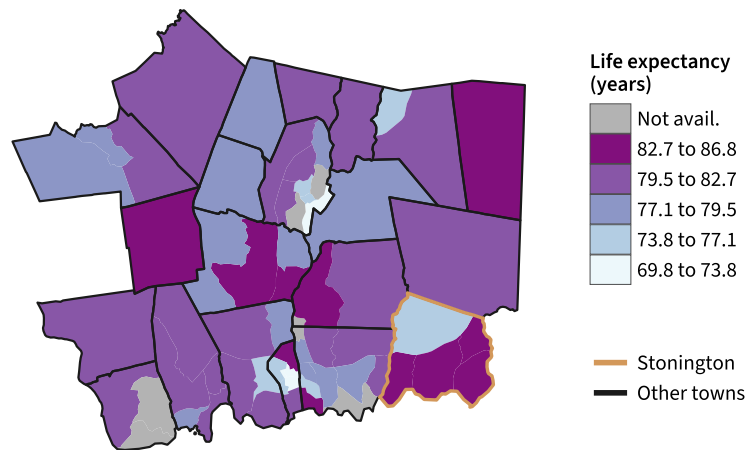 Life expectancy
(years)
Not avail.
82.7 to 86.8
79.5 to 82.7
77.1 to 79.5
73.8 to 77.1
69.8 to 73.8
Stonington
Other towns